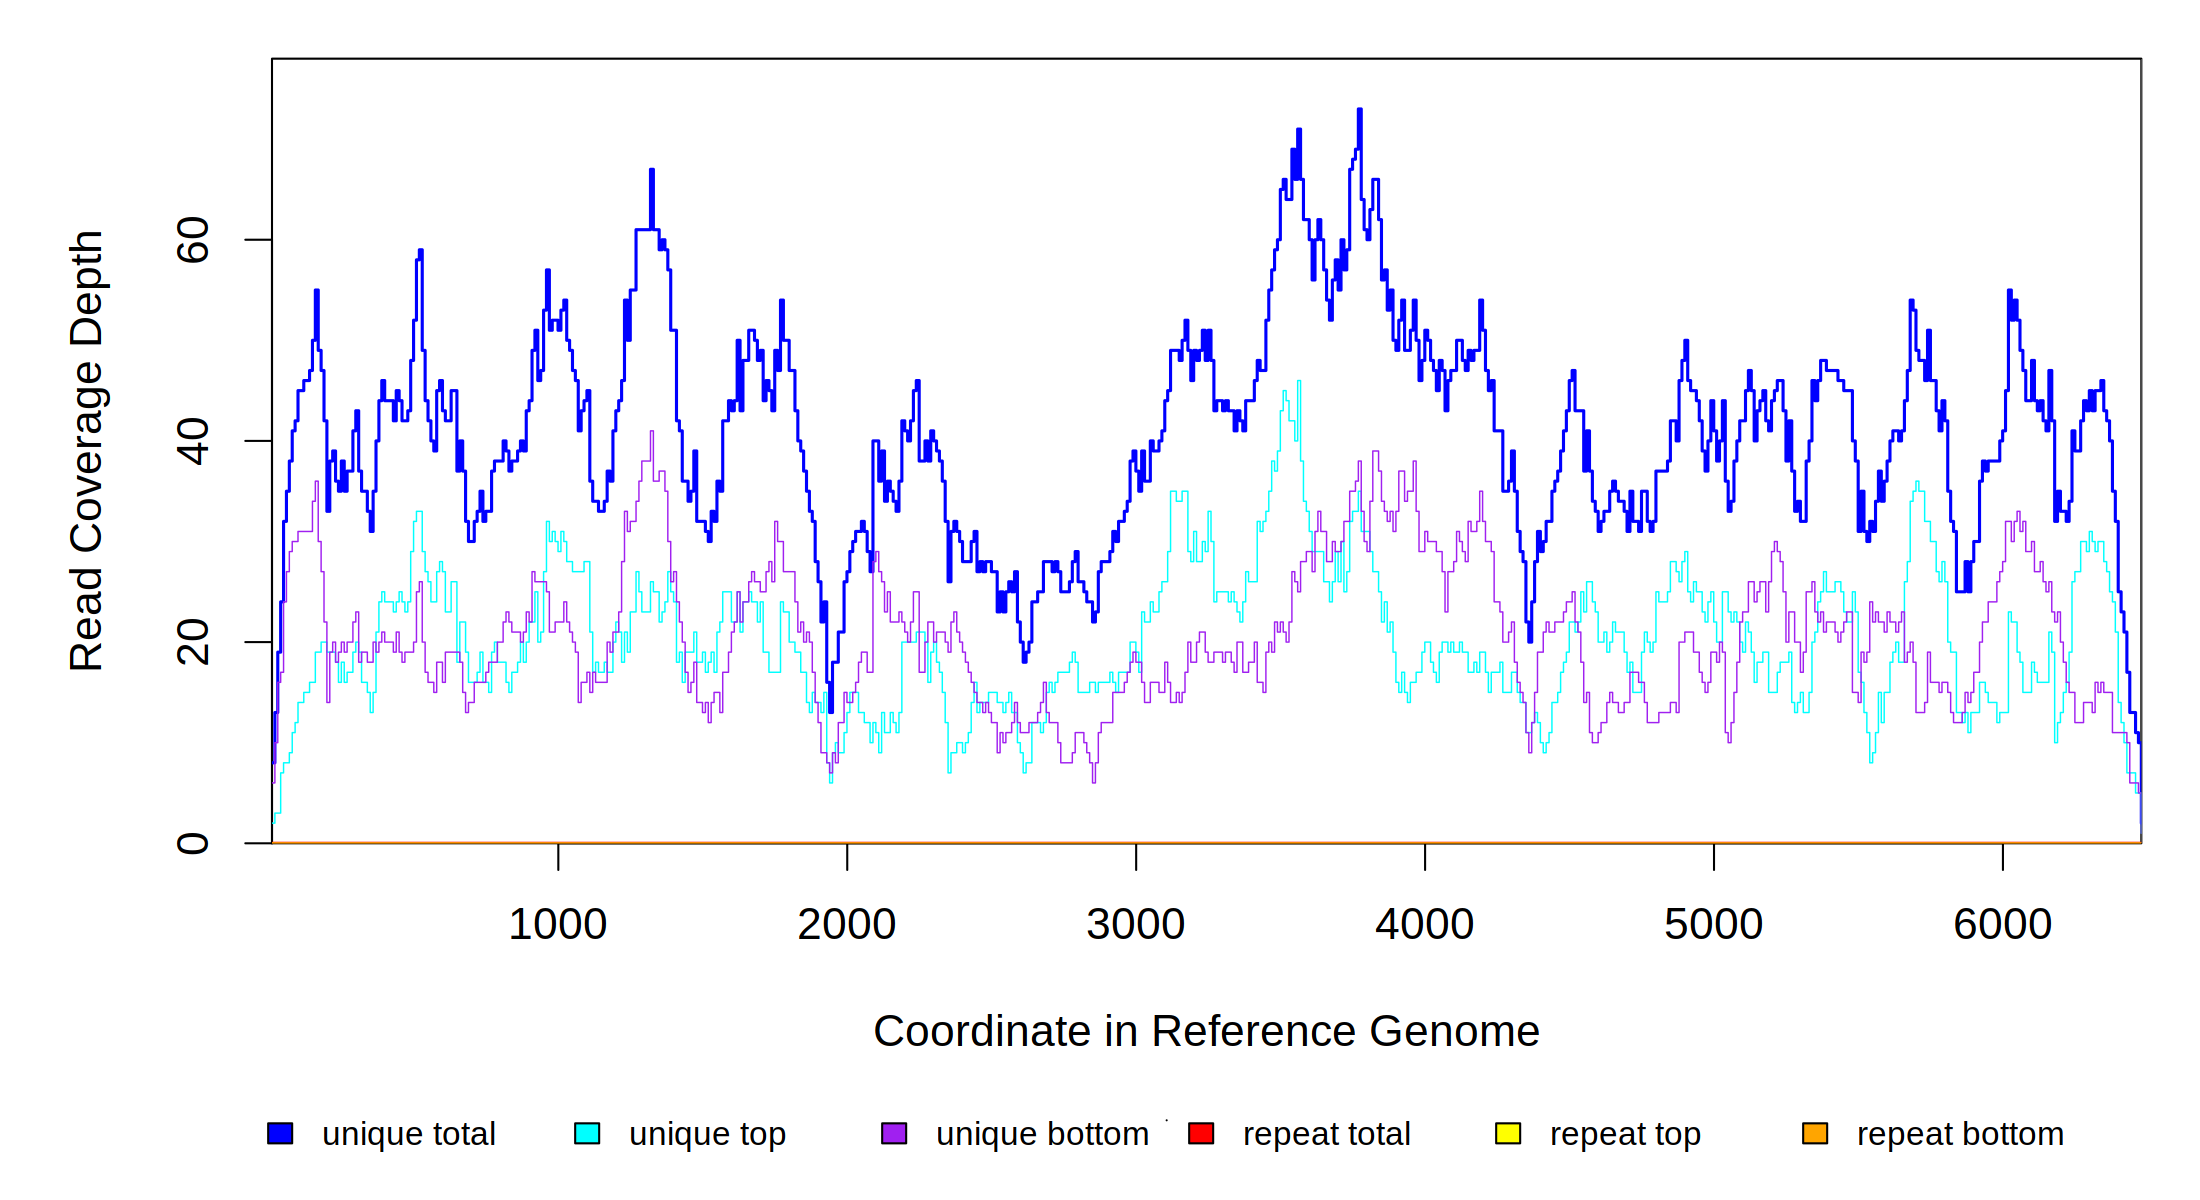 Read Coverage Depth
60
40
20
0
1000 2000 3000 4000 5000 6000
Coordinate in Reference Genome
unique total unique top unique bottom repeat total repeat top repeat bottom